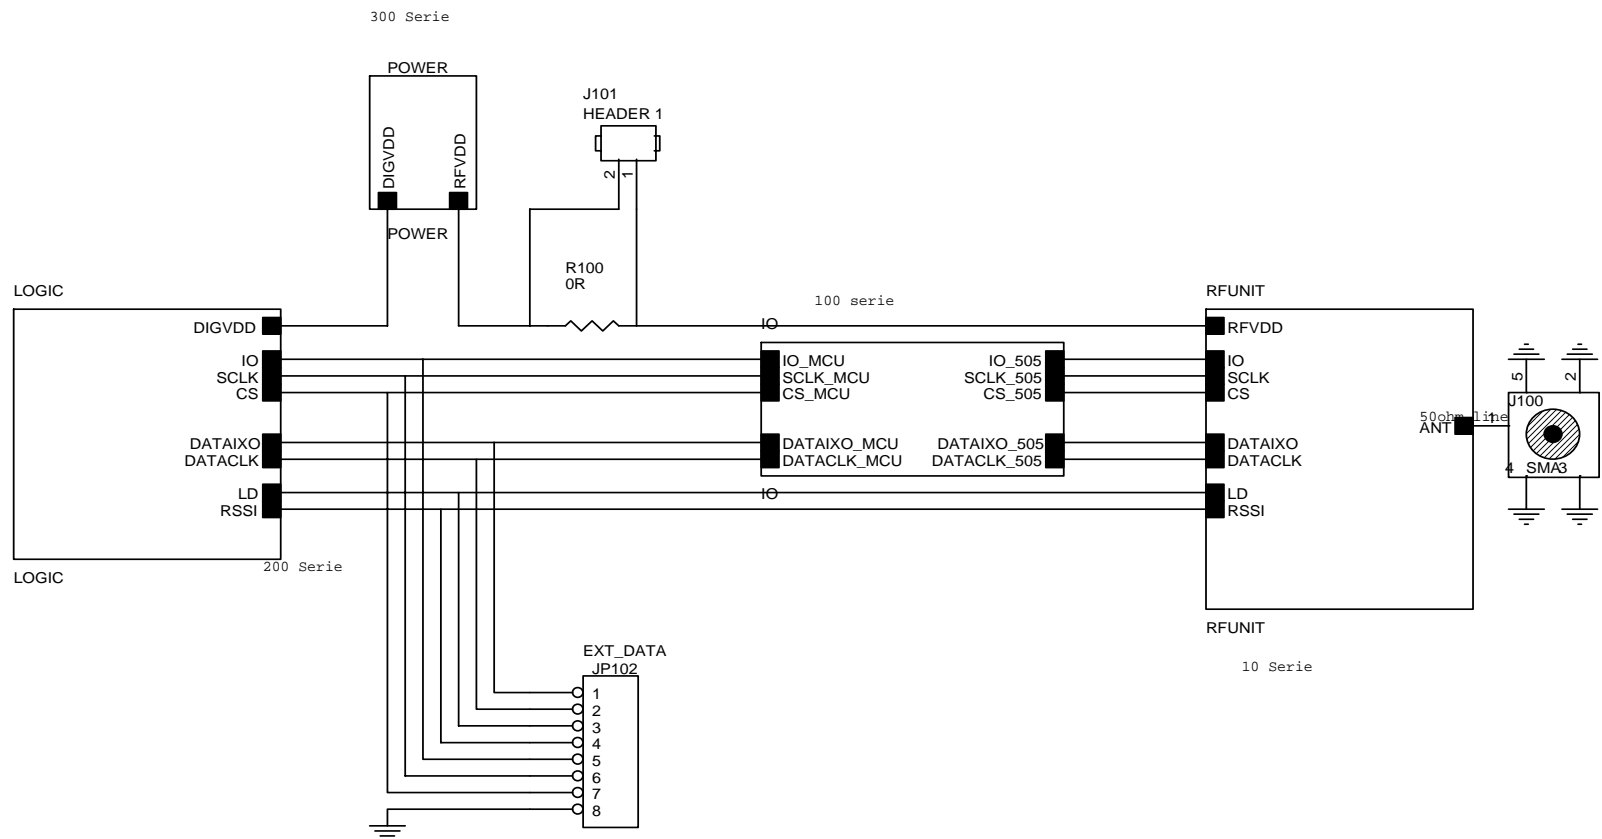 300 Serie
POWER
DIGVDD
RFVDD
POWER
J101
HEADER 1
2
1
R100
0R
100 serie
LOGIC
DIGVDD
IO
SCLK
CS
DATAIXO
DATACLK
LD
RSSI
LOGIC
200 Serie
IO
IO_MCU
SCLK_MCU
CS_MCU
DATAIXO_MCU
DATACLK_MCU
IO_505
SCLK_505
CS_505
DATAIXO_505
DATACLK_505
IO
RFUNIT
RFVDD
IO
SCLK
CS
DATAIXO
DATACLK
LD
RSSI
50ohm line
ANT
RFUNIT
10 Serie
5
2
J100
1
4
SMA
3
EXT_DATA
JP102
1
2
3
4
5
6
7
8